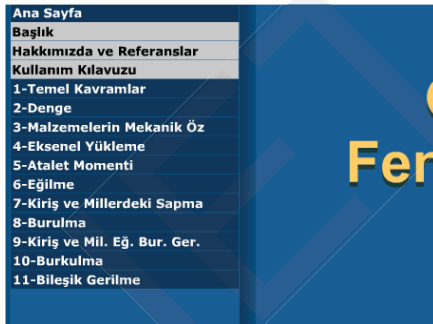 Ana Sayfa
Başlık
Hakkımızda ve Referanslar
Kullanım Kılavuzu
1-Temel Kavramlar
2-Denge
3-Malzemelerin Mekanik Öz
4-Eksenel Yükleme
5-Atalet Momenti
6-Eğilme
7-Kiriş ve Millerdeki Sapma
8-Burulma
9-Kiriş ve Mil. Eğ. Bur. Ger.
10-Burkulma
11-Bileşik Gerilme
Fen